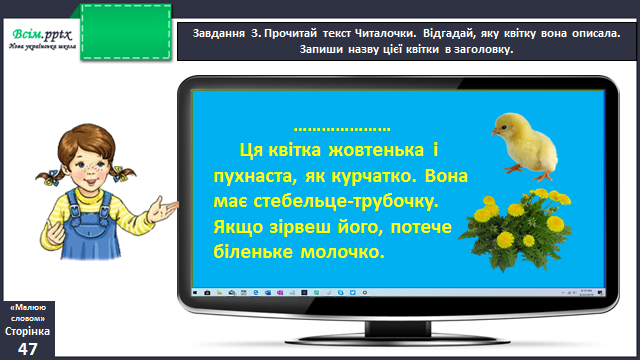 Всім.pptx
Нова українська школа
Завдання 3. Прочитай текст Читалочки. Відгадай, яку квітку вона описала.
Запиши назву цієї квітки в заголовку.
…………………
Ця квітка жовтенька і
пухнаста, як курчатко. Вона
має стебельце-трубочку.
Якщо зірвеш його, потече
біленьке молочко.
«Малюю
словом»
Сторінка
47